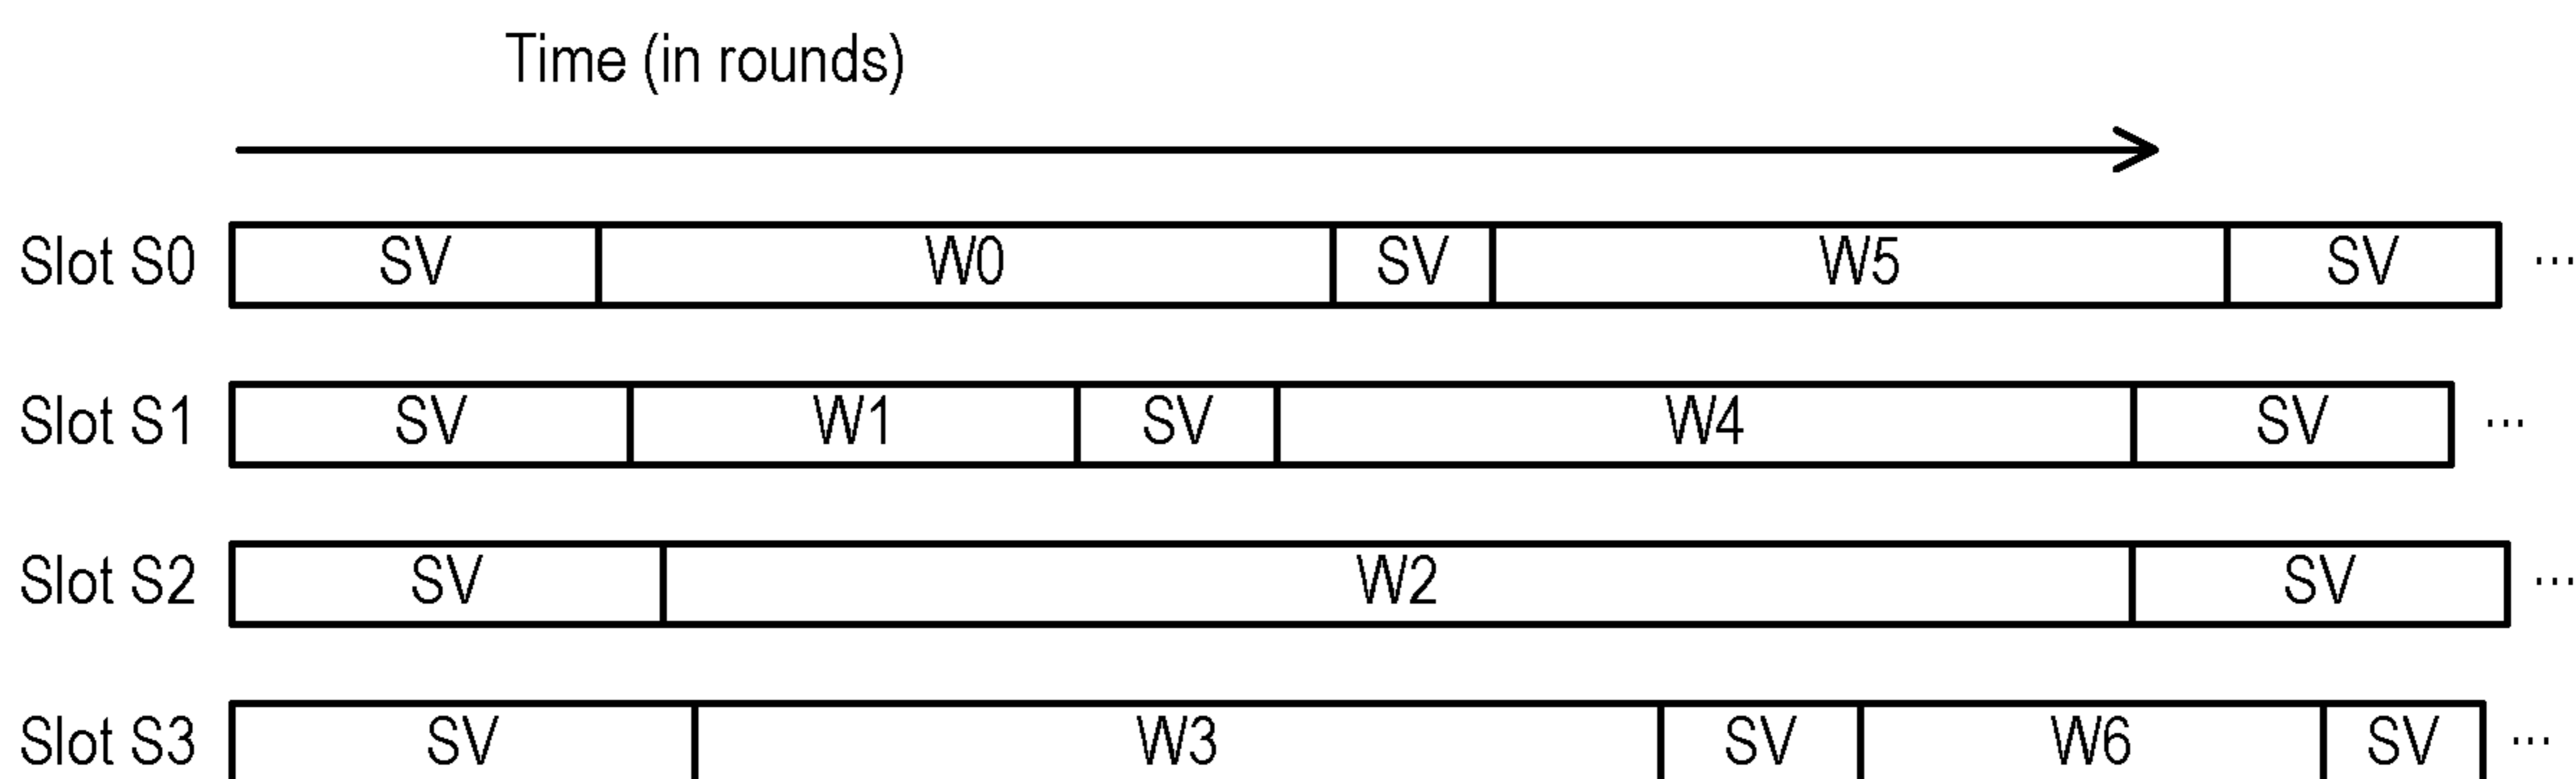 Time (in rounds)
Slot S0 SV W0 SV W5 SV ...
Slot S1 SV W1 SV W4 SV ...
Slot S2 SV W2 SV ...
Slot S3 SV W3 SV W6 SV ...